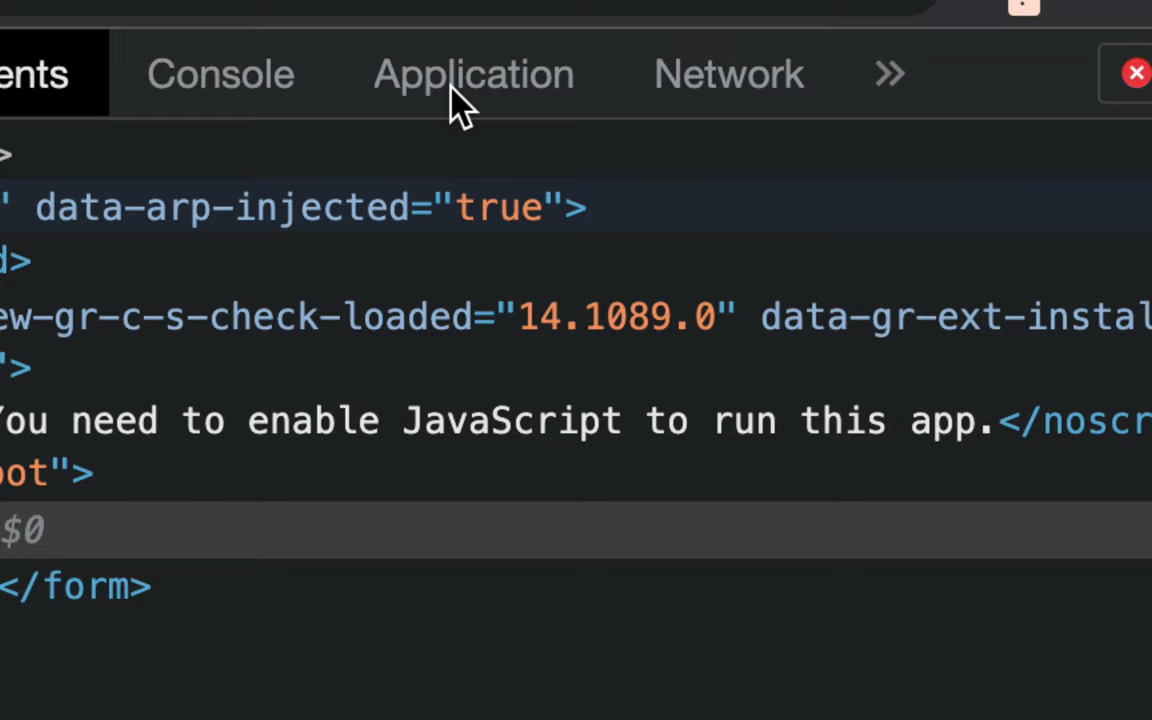 ents Console Application Network »
>
" data-arp-injected="true">
d>
ew-gr-c-s-check-loaded="14.1089.0" data-gr-ext-instal
">
You need to enable JavaScript to run this app.</noscr
oot">
$0
</form>